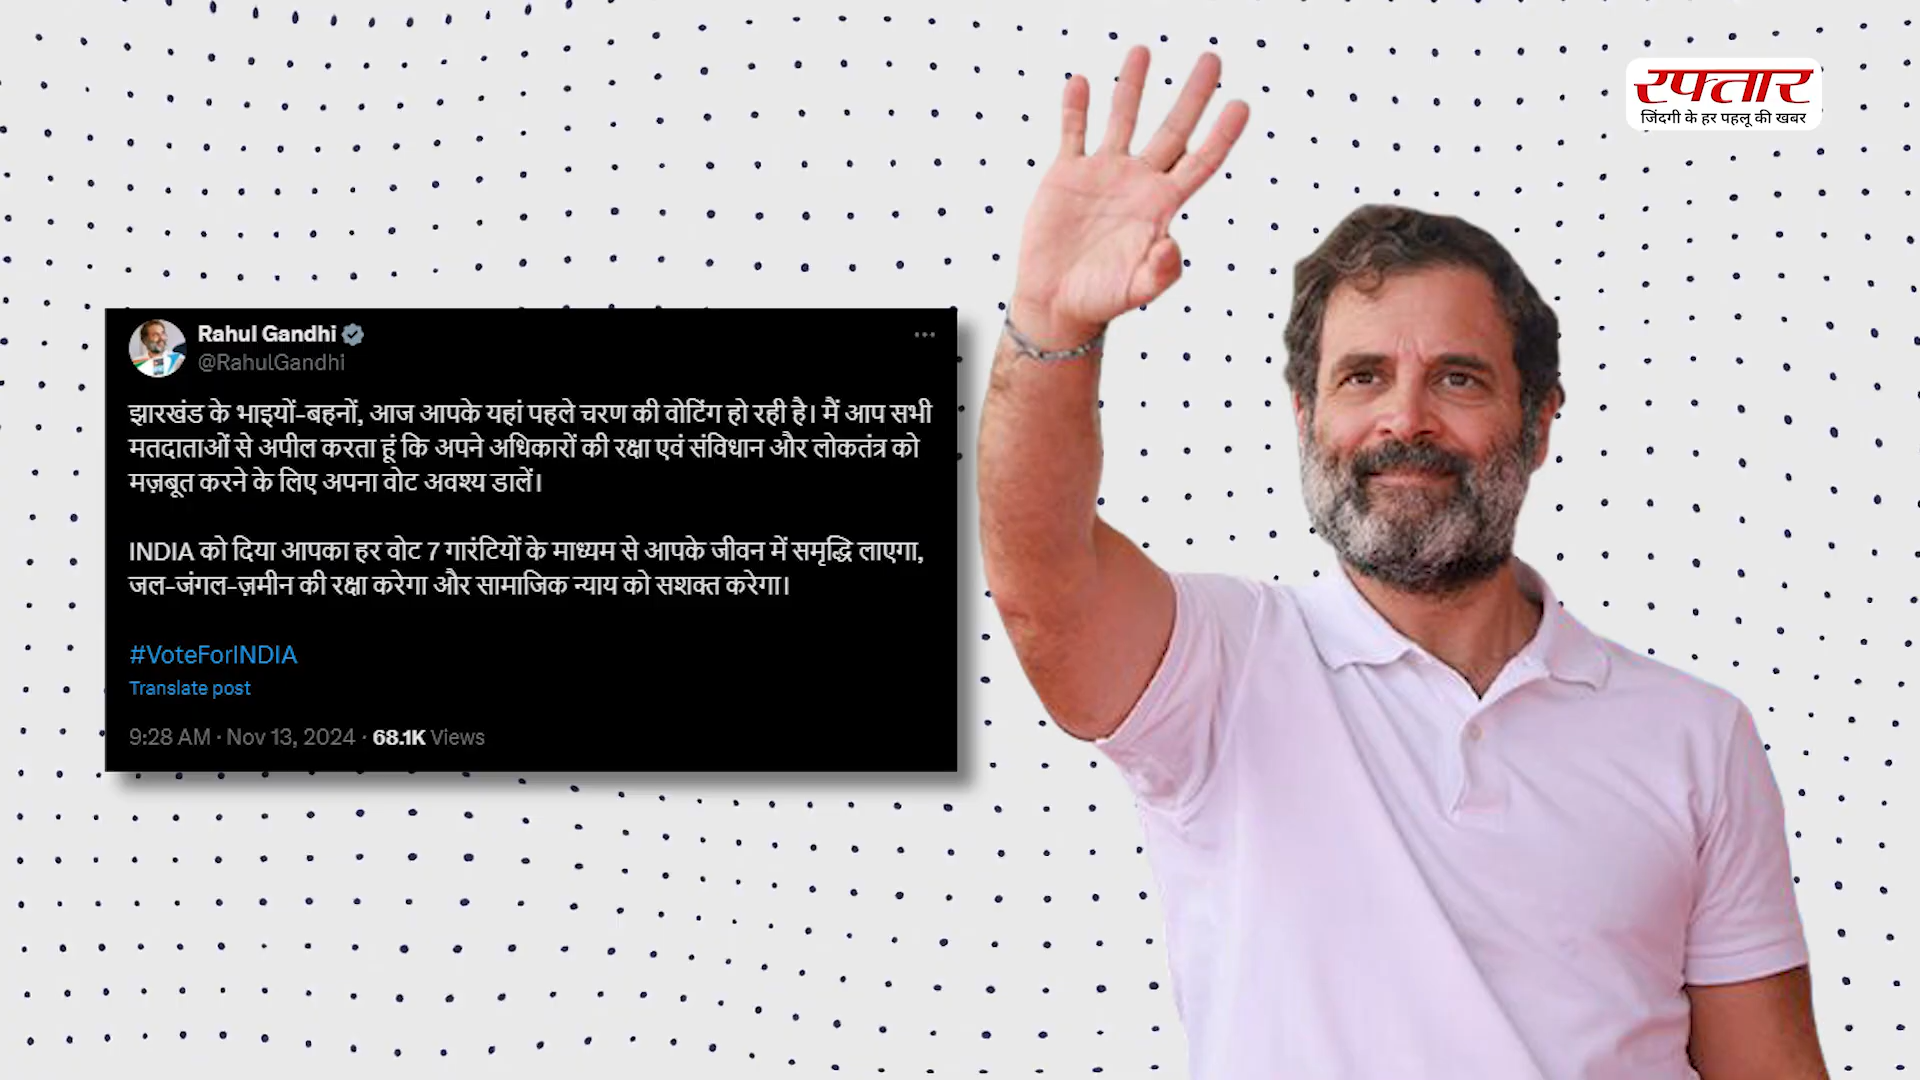 रफ्तार
जिंदगी के हर पहलू की खबर
Rahul Gandhi
@RahulGandhi
झारखंड के भाइयों-बहनों, आज आपके यहां पहले चरण की वोटिंग हो रही है। मैं आप सभी
मतदाताओं से अपील करता हूं कि अपने अधिकारों की रक्षा एवं संविधान और लोकतंत्र को
मज़बूत करने के लिए अपना वोट अवश्य डालें।
INDIA को दिया आपका हर वोट 7 गारंटियों के माध्यम से आपके जीवन में समृद्धि लाएगा,
जल-जंगल-ज़मीन की रक्षा करेगा और सामाजिक न्याय को सशक्त करेगा।
#VoteForINDIA
Translate post
9:28 AM · Nov 13, 2024 · 68.1K Views